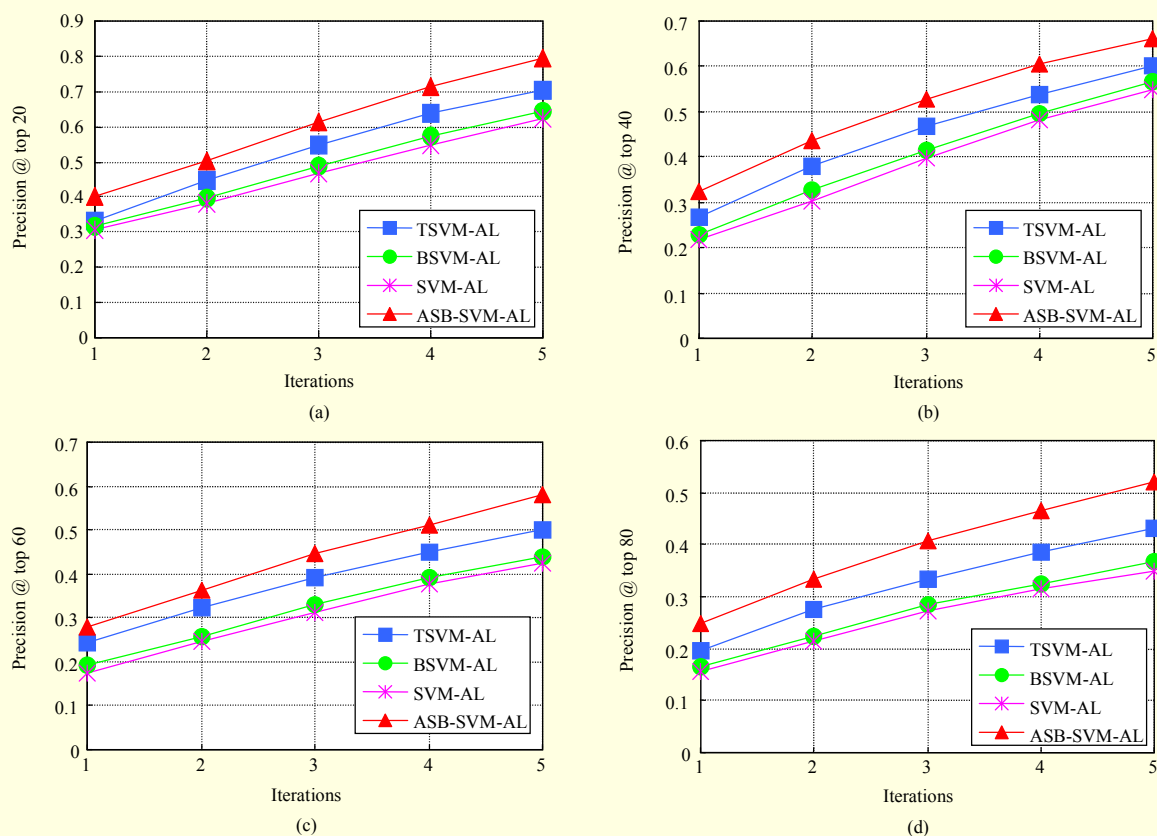 0.9
0.8
0.7
0.6
0.5
0.4
0.3
0.2
0.1
0
Precision @ top 20
TSVM-AL
BSVM-AL
SVM-AL
ASB-SVM-AL
1 2 3 4 5
Iterations
(a)
0.7
0.6
0.5
0.4
0.3
0.2
0.1
0
Precision @ top 40
TSVM-AL
BSVM-AL
SVM-AL
ASB-SVM-AL
1 2 3 4 5
Iterations
(b)
0.7
0.6
0.5
0.4
0.3
0.2
0.1
0
Precision @ top 60
TSVM-AL
BSVM-AL
SVM-AL
ASB-SVM-AL
1 2 3 4 5
Iterations
(c)
0.6
0.5
0.4
0.3
0.2
0.1
0
Precision @ top 80
TSVM-AL
BSVM-AL
SVM-AL
ASB-SVM-AL
1 2 3 4 5
Iterations
(d)